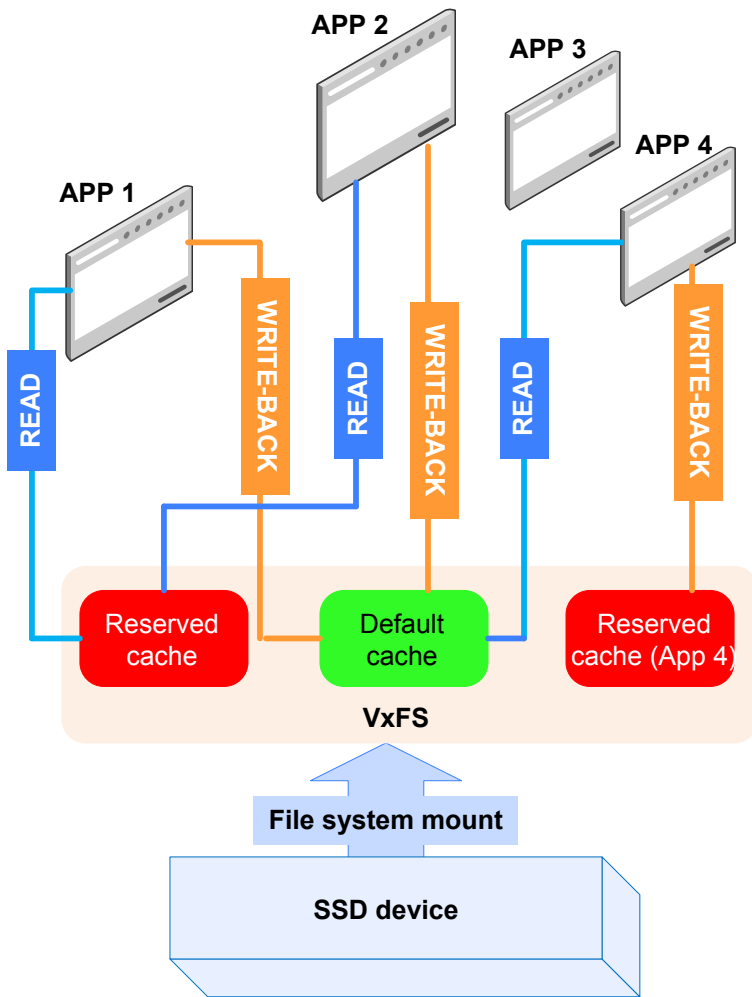 APP 2
APP 3
APP 4
APP 1
READ
WRITE-BACK
READ
WRITE-BACK
READ
WRITE-BACK
Reserved
cache
Default
cache
Reserved
cache (App 4)
VxFS
File system mount
SSD device